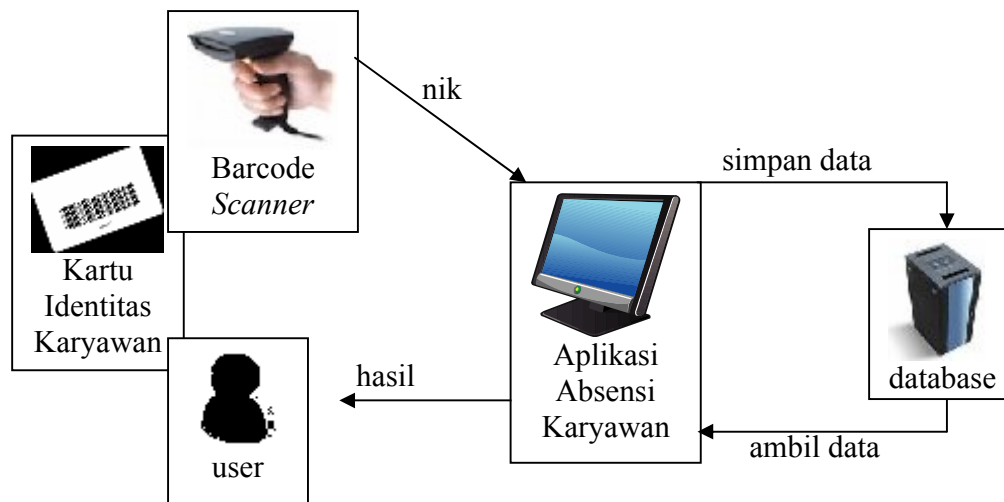 nik
Barcode
Scanner
simpan data
Kartu
Identitas
Karyawan
Aplikasi
Absensi
Karyawan
database
hasil
ambil data
user